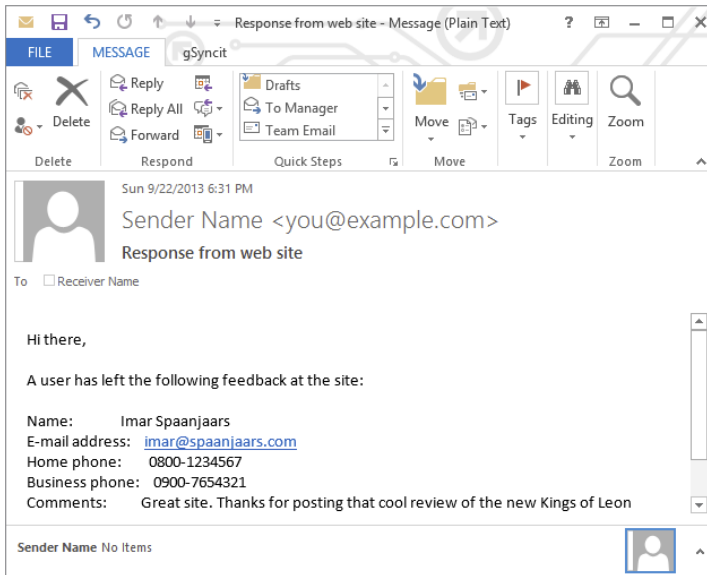 Response from web site - Message (Plain Text) ?
FILE MESSAGE gSyncit
Delete
Reply
Reply All
Forward
Drafts
To Manager
Team Email
Move
Tags
Editing
Zoom
Delete Respond Quick Steps Move Zoom
Sun 9/22/2013 6:31 PM
Sender Name <you@example.com>
Response from web site
To Receiver Name
Hi there,
A user has left the following feedback at the site:
Name: Imar Spaanjaars
E-mail address: imar@spaanjaars.com
Home phone: 0800-1234567
Business phone: 0900-7654321
Comments: Great site. Thanks for posting that cool review of the new Kings of Leon
Sender Name No Items